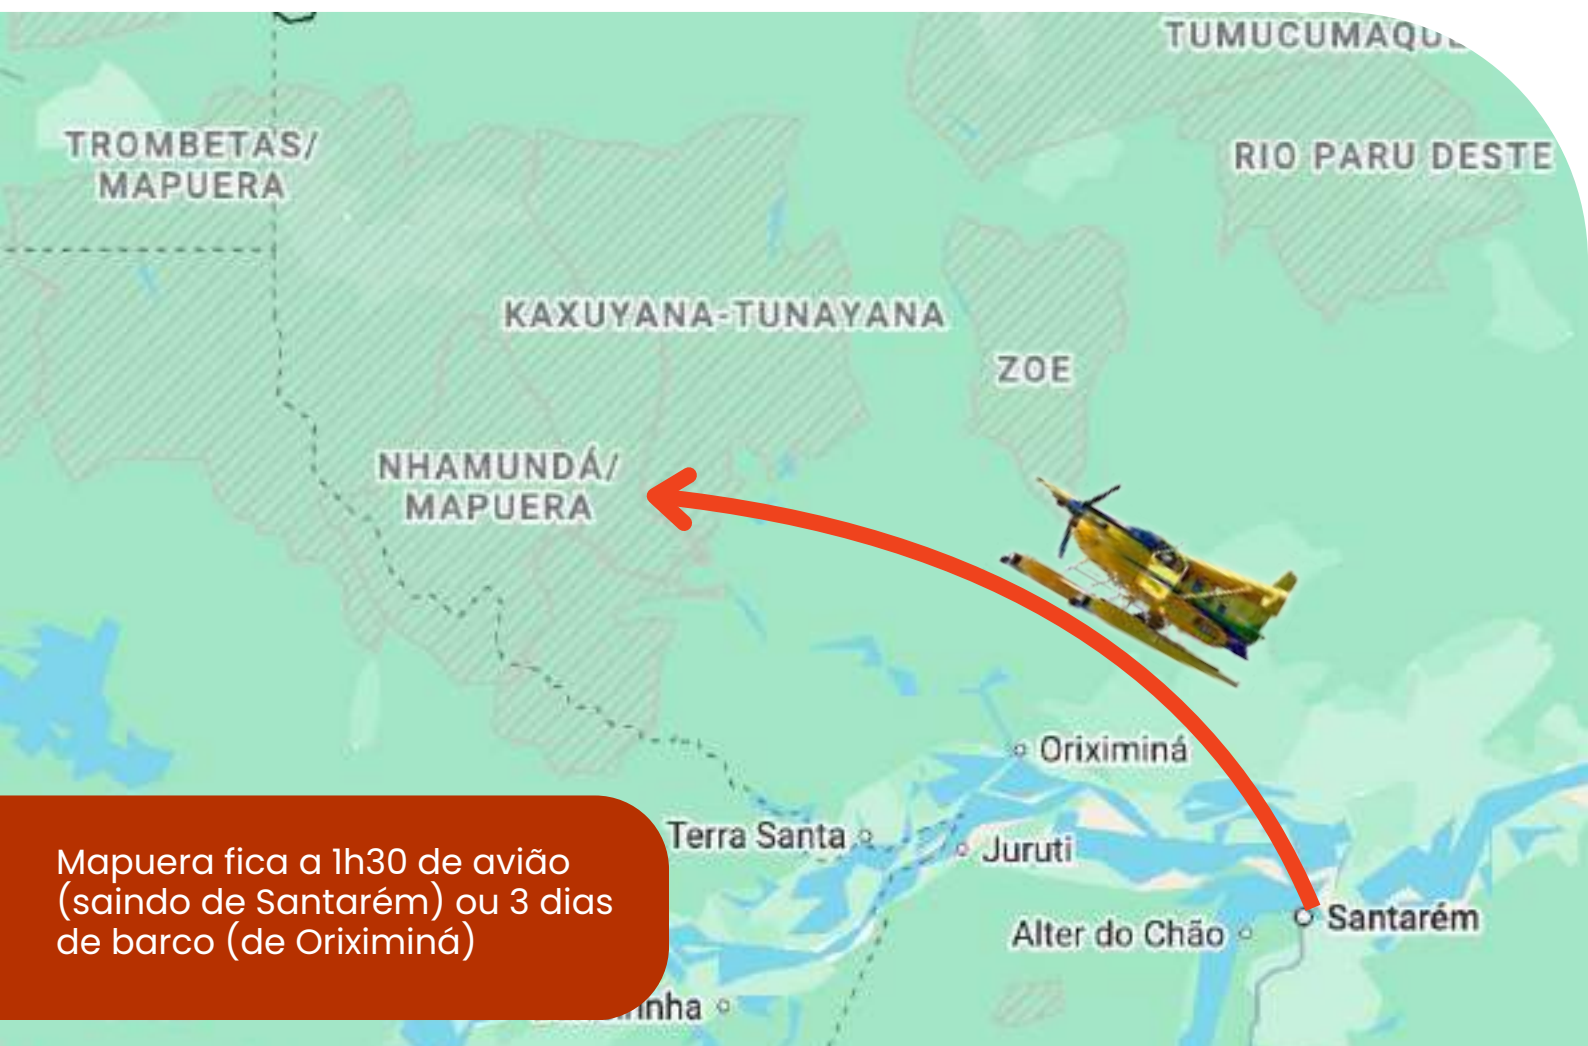 TUMUCUMAQUE
TROMBETAS/
MAPUERA
RIO PARU DESTE
KAXUYANA-TUNAYANA
ZOE
NHAMUNDÁ/
MAPUERA
Oriximiná
Terra Santa
Juruti
Mapuera fica a 1h30 de avião
(saindo de Santarém) ou 3 dias
de barco (de Oriximiná)
Alter do Chão
Santarém